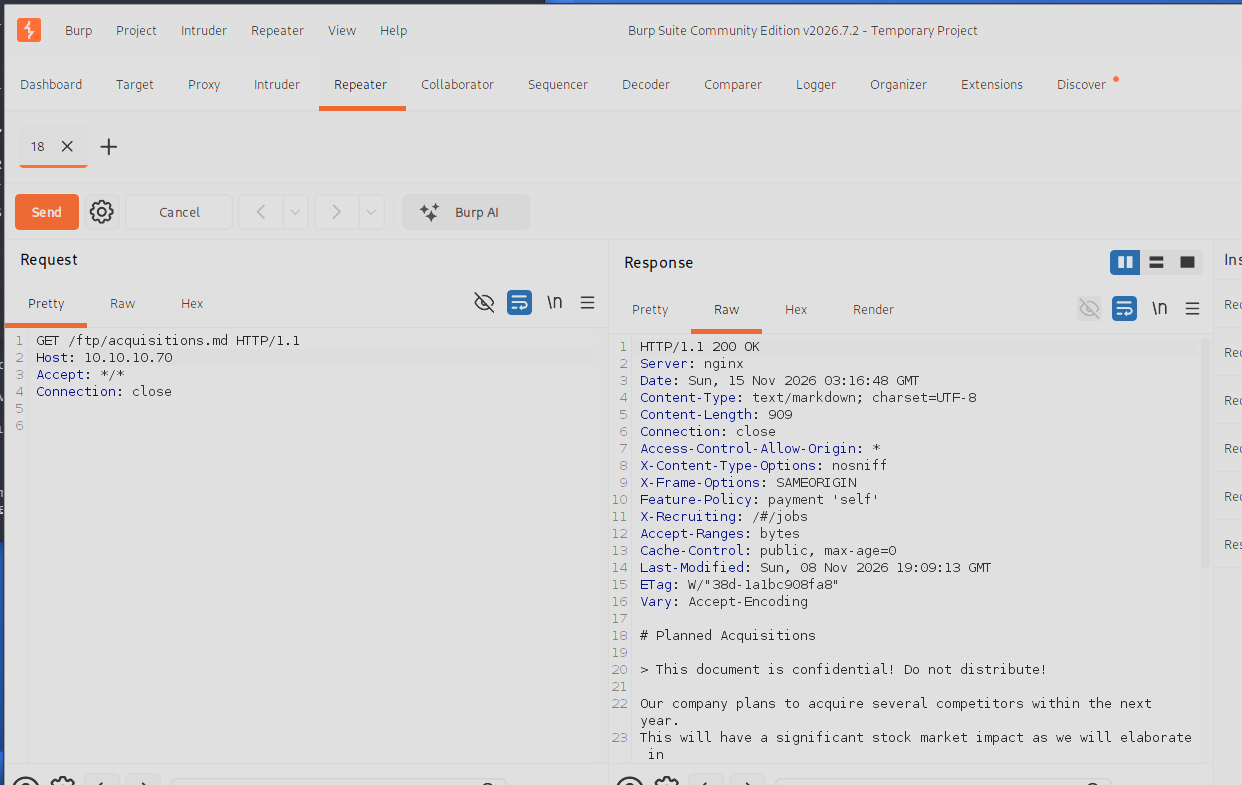 Burp Project Intruder Repeater View Help Burp Suite Community Edition v2026.7.2 - Temporary Project
Dashboard Target Proxy Intruder Repeater Collaborator Sequencer Decoder Comparer Logger Organizer Extensions Discover
18
Send Cancel Burp AI
Request
Pretty Raw Hex \n
1 GET /ftp/acquisitions.md HTTP/1.1
2 Host: 10.10.10.70
3 Accept: */*
4 Connection: close
5
6
Response
Pretty Raw Hex Render \n
1 HTTP/1.1 200 OK
2 Server: nginx
3 Date: Sun, 15 Nov 2026 03:16:48 GMT
4 Content-Type: text/markdown; charset=UTF-8
5 Content-Length: 909
6 Connection: close
7 Access-Control-Allow-Origin: *
8 X-Content-Type-Options: nosniff
9 X-Frame-Options: SAMEORIGIN
10 Feature-Policy: payment 'self'
11 X-Recruiting: /#/jobs
12 Accept-Ranges: bytes
13 Cache-Control: public, max-age=0
14 Last-Modified: Sun, 08 Nov 2026 19:09:13 GMT
15 ETag: W/"38d-1a1bc908fa8"
16 Vary: Accept-Encoding
17
18 # Planned Acquisitions
19
20 > This document is confidential! Do not distribute!
21
22 Our company plans to acquire several competitors within the next
year.
23 This will have a significant stock market impact as we will elaborate
in